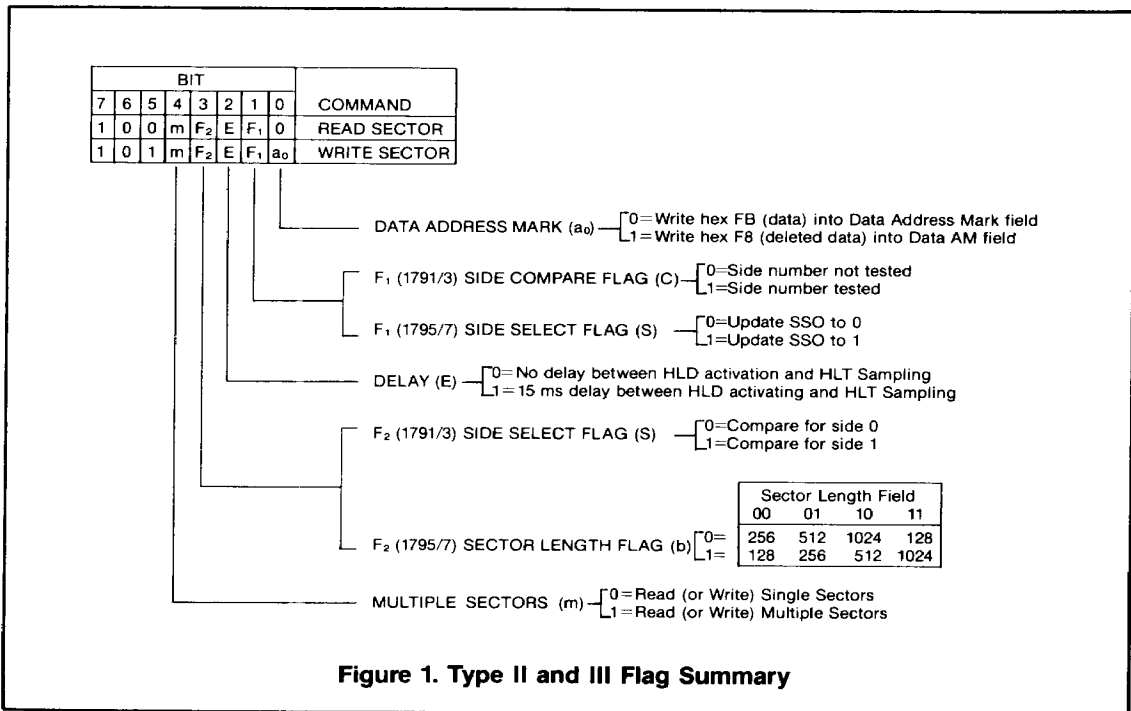 BIT
7 6 5 4 3 2 1 0 COMMAND
1 0 0 m F₂ E F₁ 0 READ SECTOR
1 0 1 m F₂ E F₁ a₀ WRITE SECTOR
DATA ADDRESS MARK (a₀) 0=Write hex FB (data) into Data Address Mark field
1=Write hex F8 (deleted data) into Data AM field
F₁ (1791/3) SIDE COMPARE FLAG (C) 0=Side number not tested
1=Side number tested
F₁ (1795/7) SIDE SELECT FLAG (S) 0=Update SSO to 0
1=Update SSO to 1
DELAY (E) 0=No delay between HLD activation and HLT Sampling
1=15 ms delay between HLD activating and HLT Sampling
F₂ (1791/3) SIDE SELECT FLAG (S) 0=Compare for side 0
1=Compare for side 1
Sector Length Field
00 01 10 11
F₂ (1795/7) SECTOR LENGTH FLAG (b) 0= 256 512 1024 128
1= 128 256 512 1024
MULTIPLE SECTORS (m) 0=Read (or Write) Single Sectors
1=Read (or Write) Multiple Sectors
Figure 1. Type II and III Flag Summary